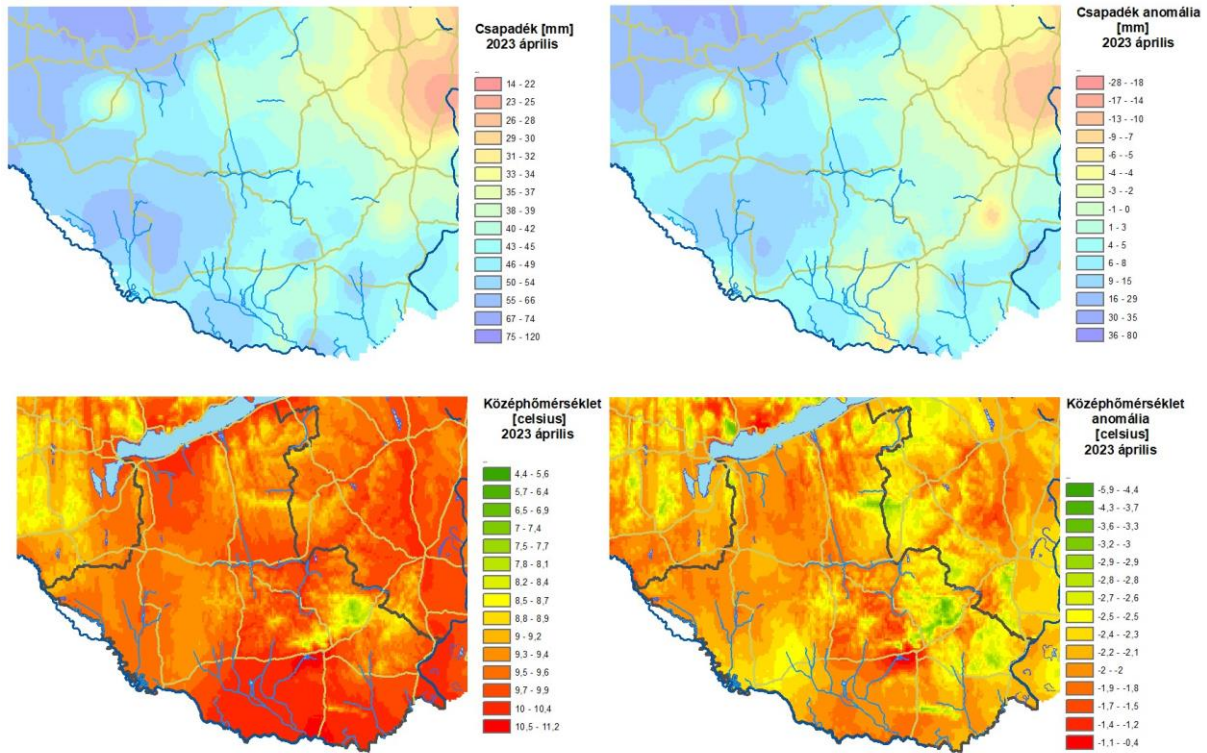 Csapadék [mm]
2023 április
14 - 22
23 - 25
26 - 28
29 - 30
31 - 32
33 - 34
35 - 37
38 - 39
40 - 42
43 - 45
46 - 49
50 - 54
55 - 66
67 - 74
75 - 120
Csapadék anomália
[mm]
2023 április
-28 - -18
-17 - -14
-13 - -10
-9 - -7
-6 - -5
-4 - -4
-3 - -2
-1 - 0
1 - 3
4 - 5
6 - 8
9 - 15
16 - 29
30 - 35
36 - 80
Középhőmérséklet
[celsius]
2023 április
4,4 - 5,6
5,7 - 6,4
6,5 - 6,9
7 - 7,4
7,5 - 7,7
7,8 - 8,1
8,2 - 8,4
8,5 - 8,7
8,8 - 8,9
9 - 9,2
9,3 - 9,4
9,5 - 9,6
9,7 - 9,9
10 - 10,4
10,5 - 11,2
Középhőmérséklet
anomália
[celsius]
2023 április
-5,9 - -4,4
-4,3 - -3,7
-3,6 - -3,3
-3,2 - -3
-2,9 - -2,9
-2,8 - -2,8
-2,7 - -2,6
-2,5 - -2,5
-2,4 - -2,3
-2,2 - -2,1
-2 - -2
-1,9 - -1,8
-1,7 - -1,5
-1,4 - -1,2
-1,1 - -0,4